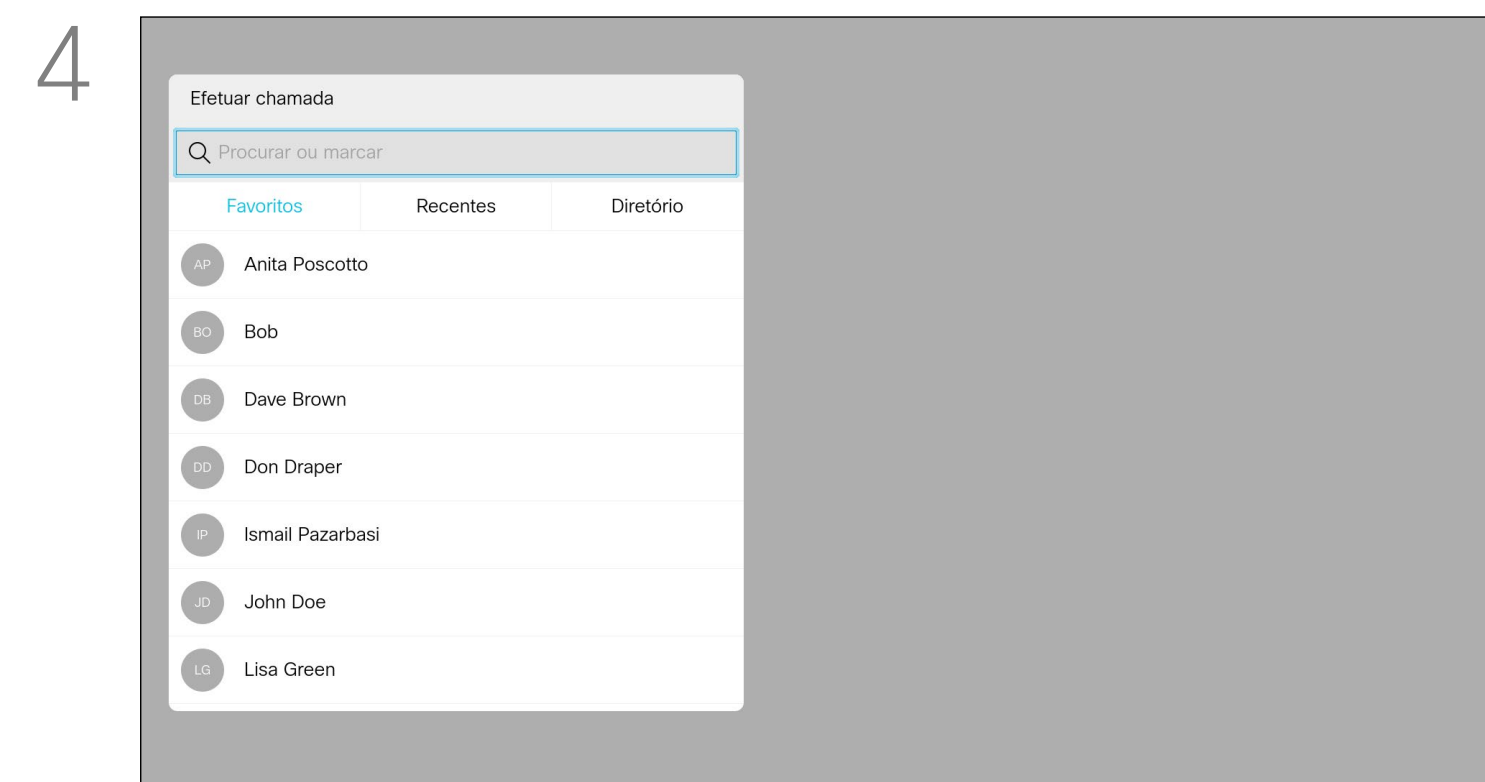 4
Efetuar chamada
Procurar ou marcar
Favoritos Recentes Diretório
AP Anita Poscotto
BO Bob
DB Dave Brown
DD Don Draper
IP Ismail Pazarbasi
JD John Doe
LG Lisa Green